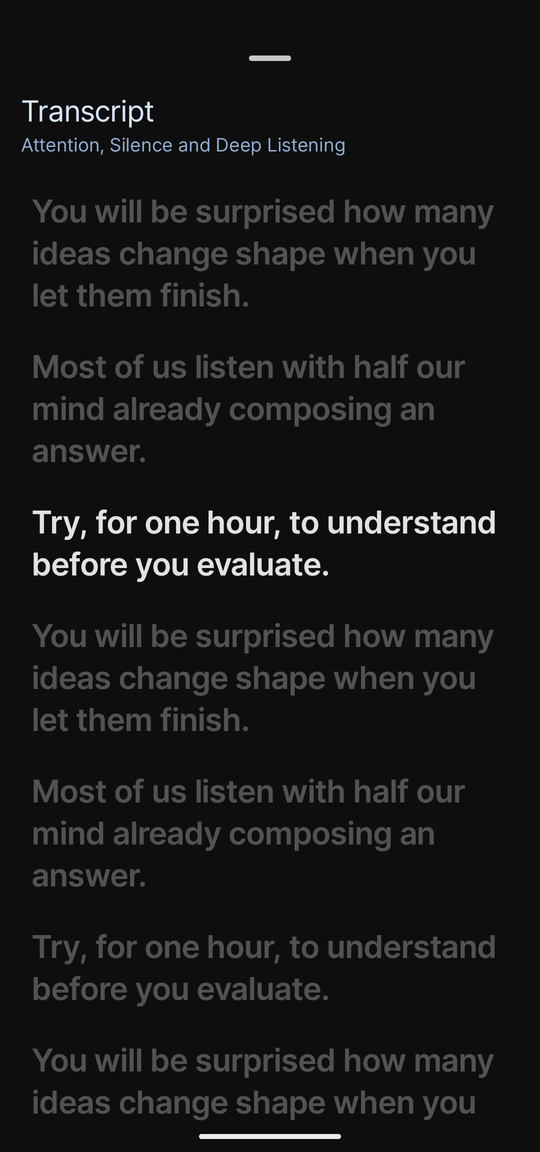 Transcript
Attention, Silence and Deep Listening
You will be surprised how many
ideas change shape when you
let them finish.
Most of us listen with half our
mind already composing an
answer.
Try, for one hour, to understand
before you evaluate.
You will be surprised how many
ideas change shape when you
let them finish.
Most of us listen with half our
mind already composing an
answer.
Try, for one hour, to understand
before you evaluate.
You will be surprised how many
ideas change shape when you